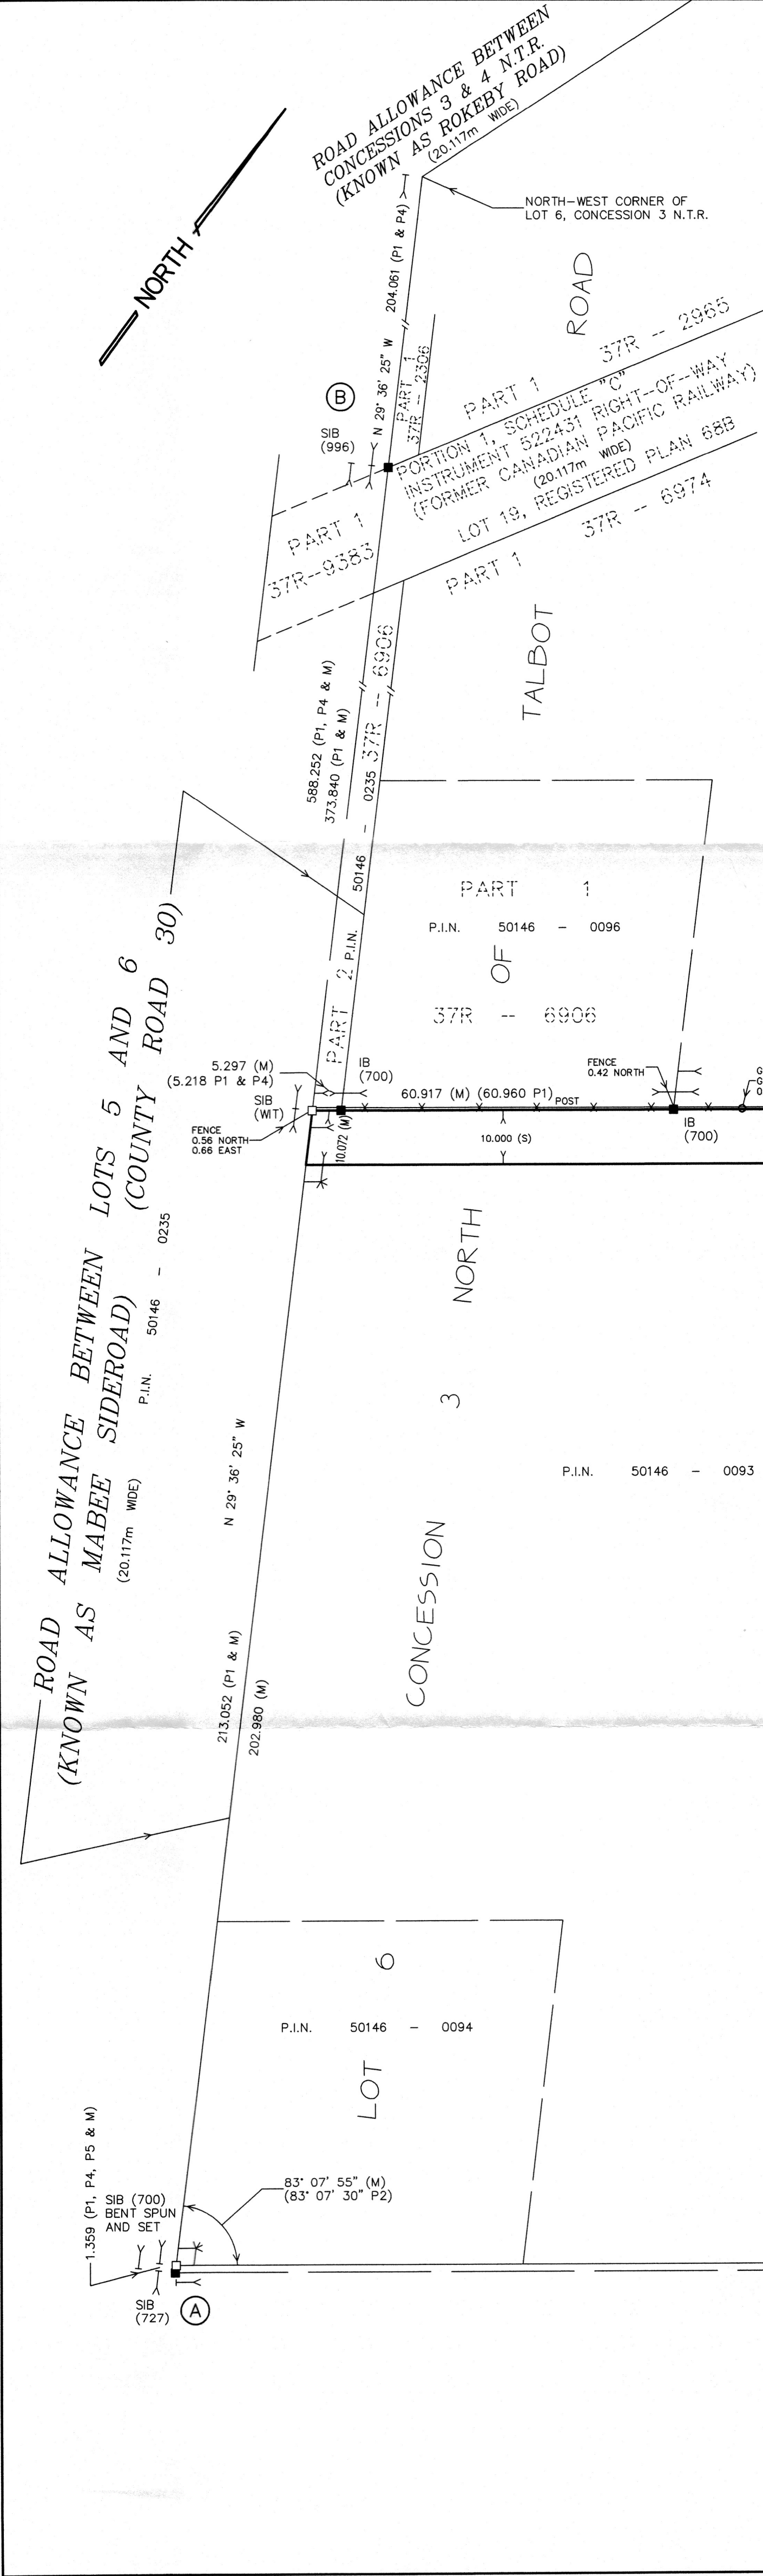 ROAD ALLOWANCE BETWEEN
CONCESSIONS 3 & 4 N.T.R.
(KNOWN AS ROKEBY ROAD)
(20.117m WIDE)
NORTH
NORTH-WEST CORNER OF
LOT 6, CONCESSION 3 N.T.R.
204.061 (P1 & P4)
N 29° 36' 25" W
PART 1
37R - 2306
ROAD
PART 1 37R -- 2965
B
SIB
(996)
PORTION 1, SCHEDULE "C"
INSTRUMENT 522431 RIGHT-OF-WAY
(FORMER CANADIAN PACIFIC RAILWAY)
(20.117m WIDE)
LOT 19, REGISTERED PLAN 68B
PART 1 37R -- 6974
PART 1
37R--9383
TALBOT
588.252 (P1, P4 & M)
373.840 (P1 & M)
PART 2 37R -- 6906
P.I.N. 50146 - 0235
PART 1
P.I.N. 50146 - 0096
OF
37R -- 6906
ROAD ALLOWANCE BETWEEN LOTS 5 AND 6
(KNOWN AS MABEE SIDEROAD) (COUNTY ROAD 30)
(20.117m WIDE)
P.I.N. 50146 - 0235
5.297 (M)
(5.218 P1 & P4)
IB
(700)
SIB
(WIT)
FENCE
0.56 NORTH
0.66 EAST
10.072 (M)
60.917 (M) (60.960 P1)
POST
10.000 (S)
FENCE
0.42 NORTH
IB
(700)
NORTH
3
P.I.N. 50146 - 0093
N 29° 36' 25" W
CONCESSION
213.052 (P1 & M)
202.980 (M)
6
P.I.N. 50146 - 0094
LOT
83° 07' 55" (M)
(83° 07' 30" P2)
1.359 (P1, P4, P5 & M)
SIB (700)
BENT SPUN
AND SET
SIB
(727)
A